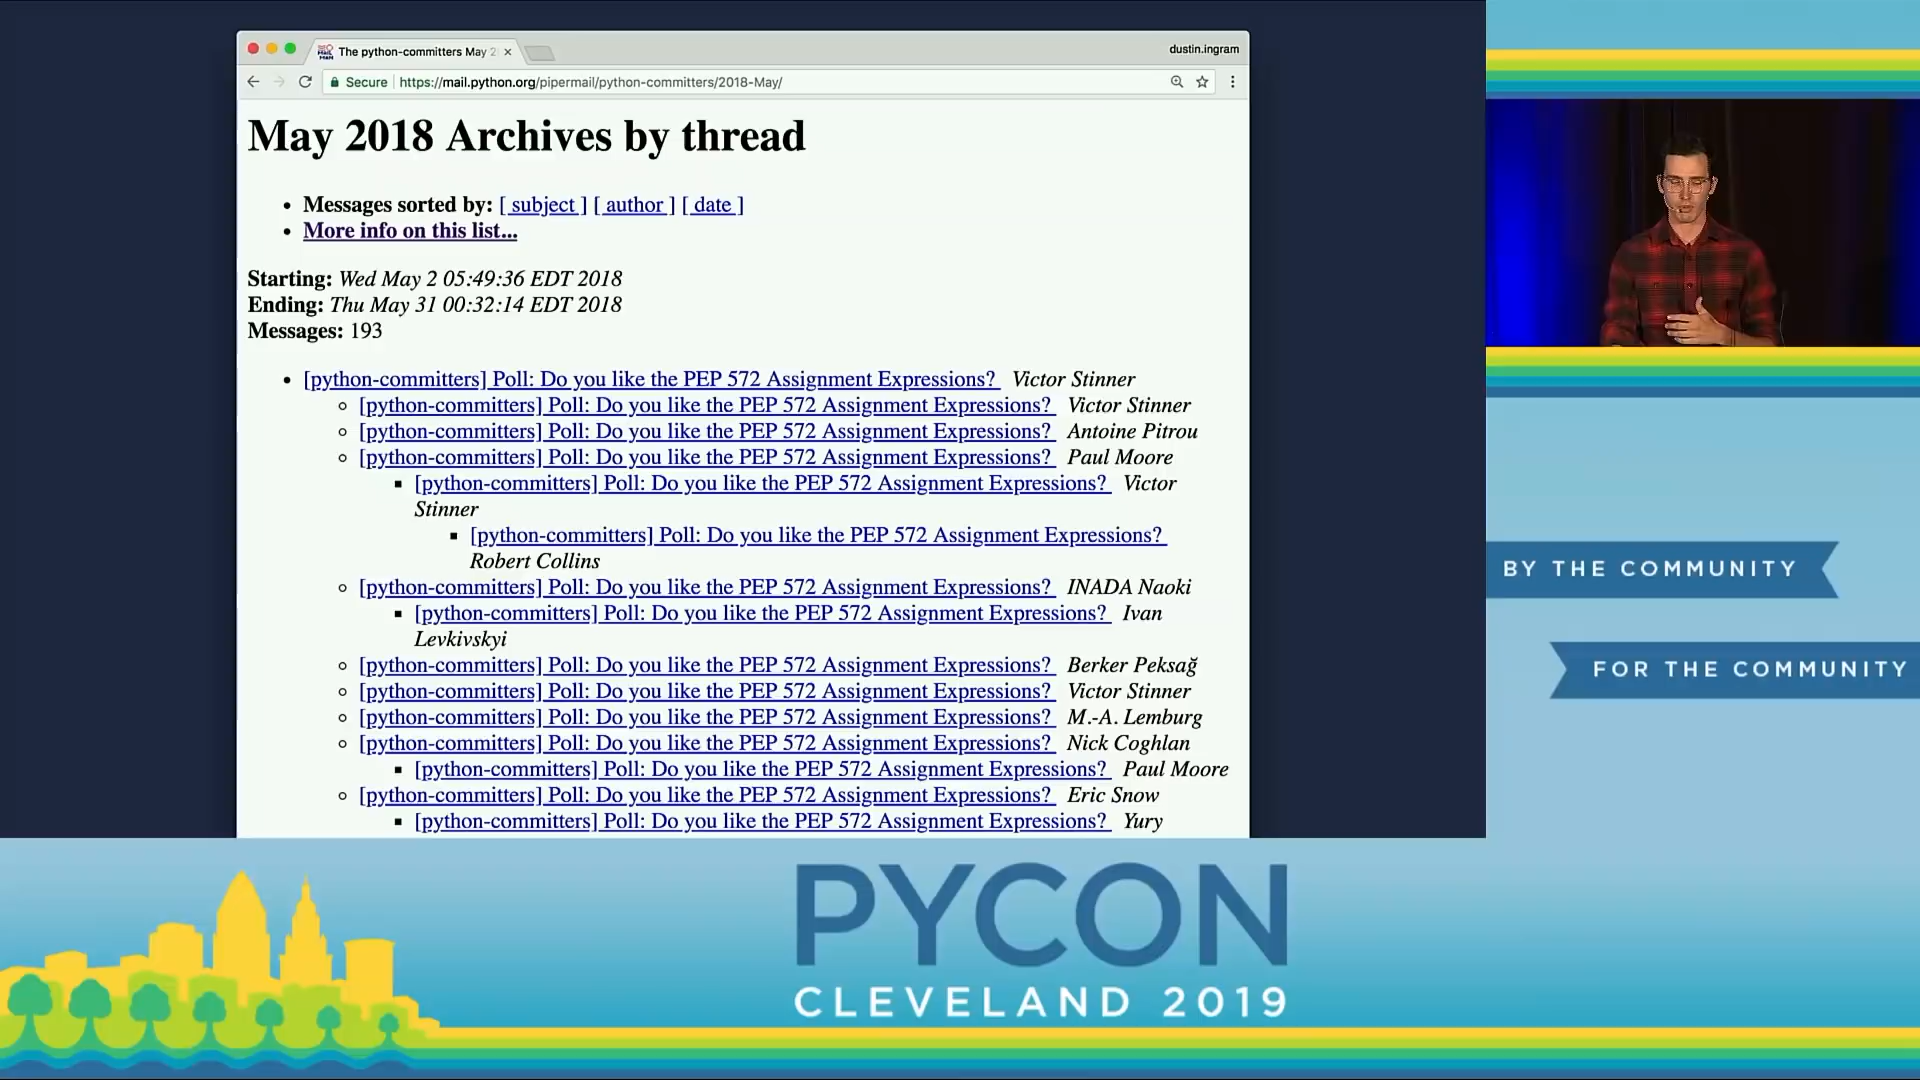 The python-committers May 2
dustin.ingram
Secure https://mail.python.org/pipermail/python-committers/2018-May/
May 2018 Archives by thread
• Messages sorted by: [ subject ] [ author ] [ date ]
• More info on this list...
Starting: Wed May 2 05:49:36 EDT 2018
Ending: Thu May 31 00:32:14 EDT 2018
Messages: 193
• [python-committers] Poll: Do you like the PEP 572 Assignment Expressions? Victor Stinner
[python-committers] Poll: Do you like the PEP 572 Assignment Expressions? Victor Stinner
[python-committers] Poll: Do you like the PEP 572 Assignment Expressions? Antoine Pitrou
[python-committers] Poll: Do you like the PEP 572 Assignment Expressions? Paul Moore
[python-committers] Poll: Do you like the PEP 572 Assignment Expressions? Victor
Stinner
[python-committers] Poll: Do you like the PEP 572 Assignment Expressions?
Robert Collins
[python-committers] Poll: Do you like the PEP 572 Assignment Expressions? INADA Naoki
[python-committers] Poll: Do you like the PEP 572 Assignment Expressions? Ivan
Levkivskyi
[python-committers] Poll: Do you like the PEP 572 Assignment Expressions? Berker Peksağ
[python-committers] Poll: Do you like the PEP 572 Assignment Expressions? Victor Stinner
[python-committers] Poll: Do you like the PEP 572 Assignment Expressions? M.-A. Lemburg
[python-committers] Poll: Do you like the PEP 572 Assignment Expressions? Nick Coghlan
[python-committers] Poll: Do you like the PEP 572 Assignment Expressions? Paul Moore
[python-committers] Poll: Do you like the PEP 572 Assignment Expressions? Eric Snow
[python-committers] Poll: Do you like the PEP 572 Assignment Expressions? Yury
BY THE COMMUNITY
FOR THE COMMUNITY
PYCON
CLEVELAND 2019